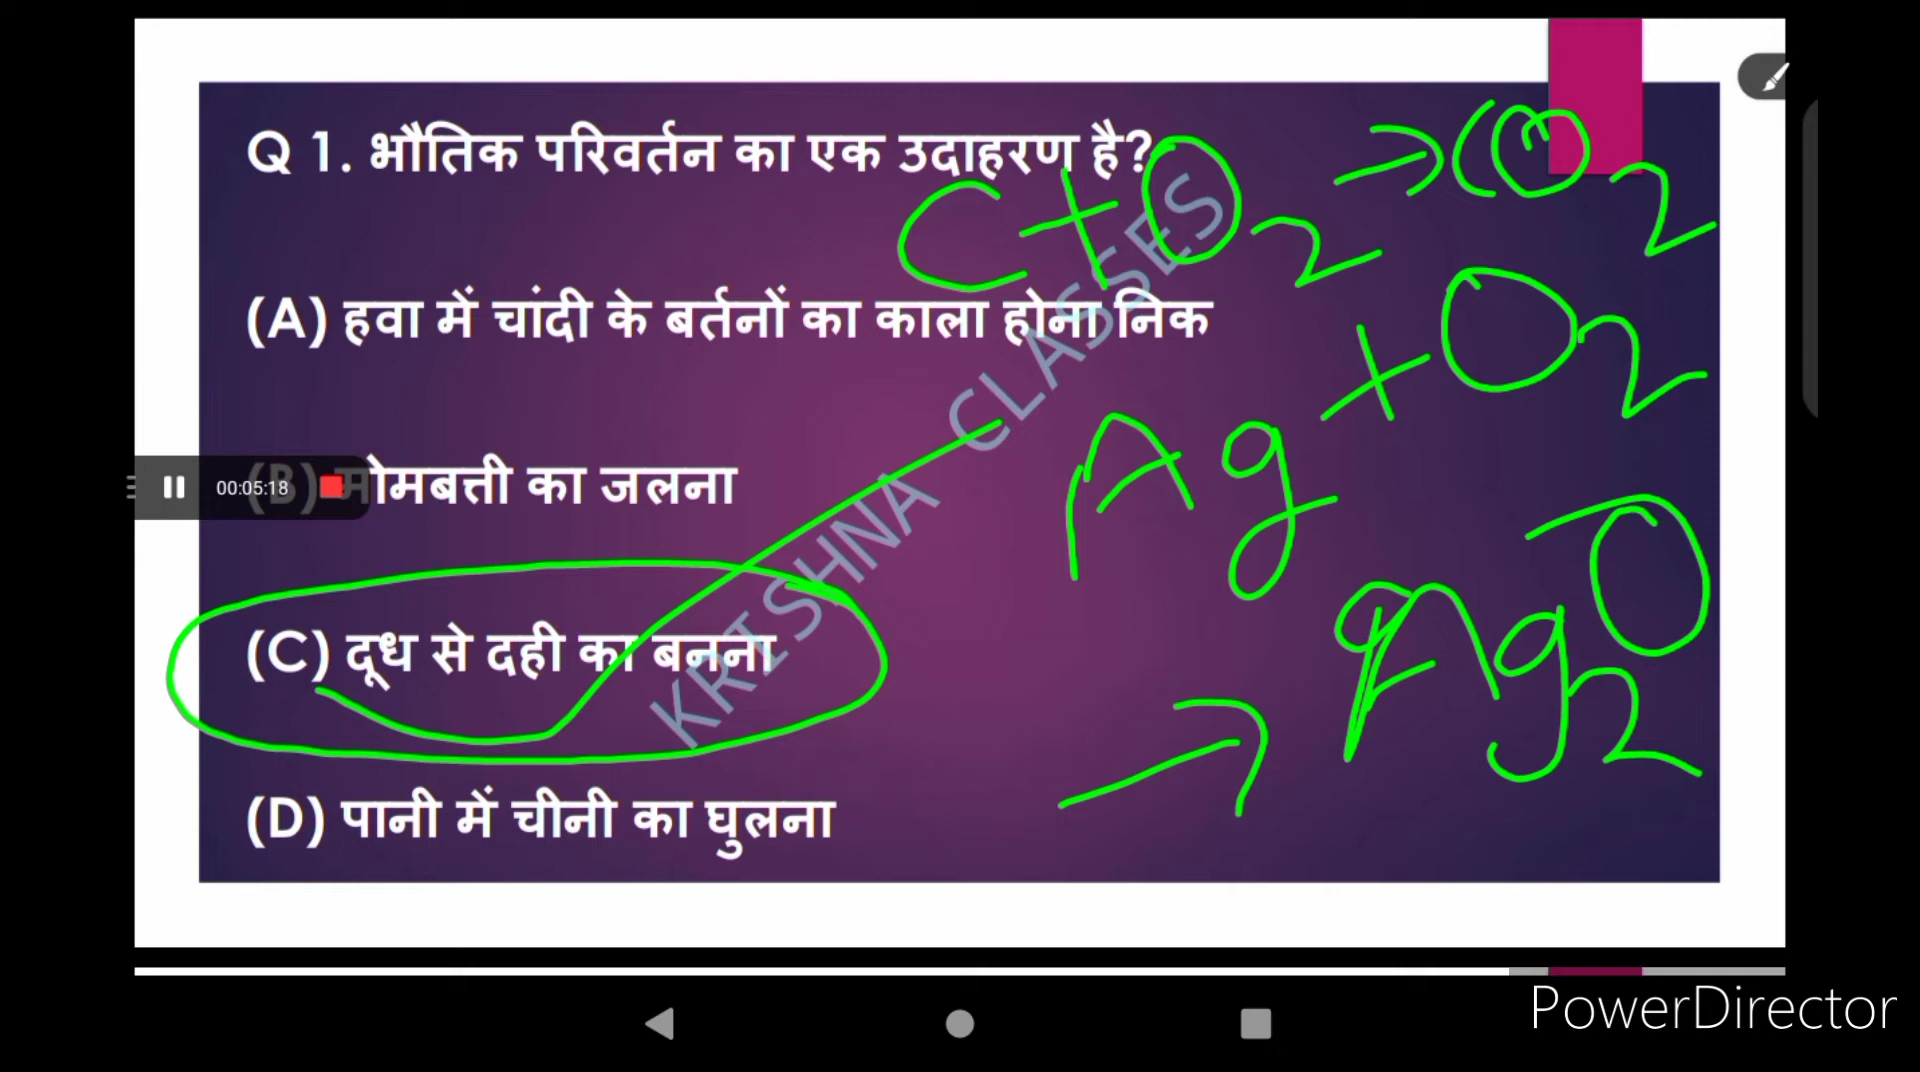 Q 1. भौतिक परिवर्तन का एक उदाहरण है?
C+O2 → CO2
(A) हवा में चांदी के बर्तनों का काला होना निक
Ag + O2
(B) मोमबत्ती का जलना
00:05:18
→ Ag2O
(C) दूध से दही का बनना
(D) पानी में चीनी का घुलना
KRISHNA CLASSES
PowerDirector